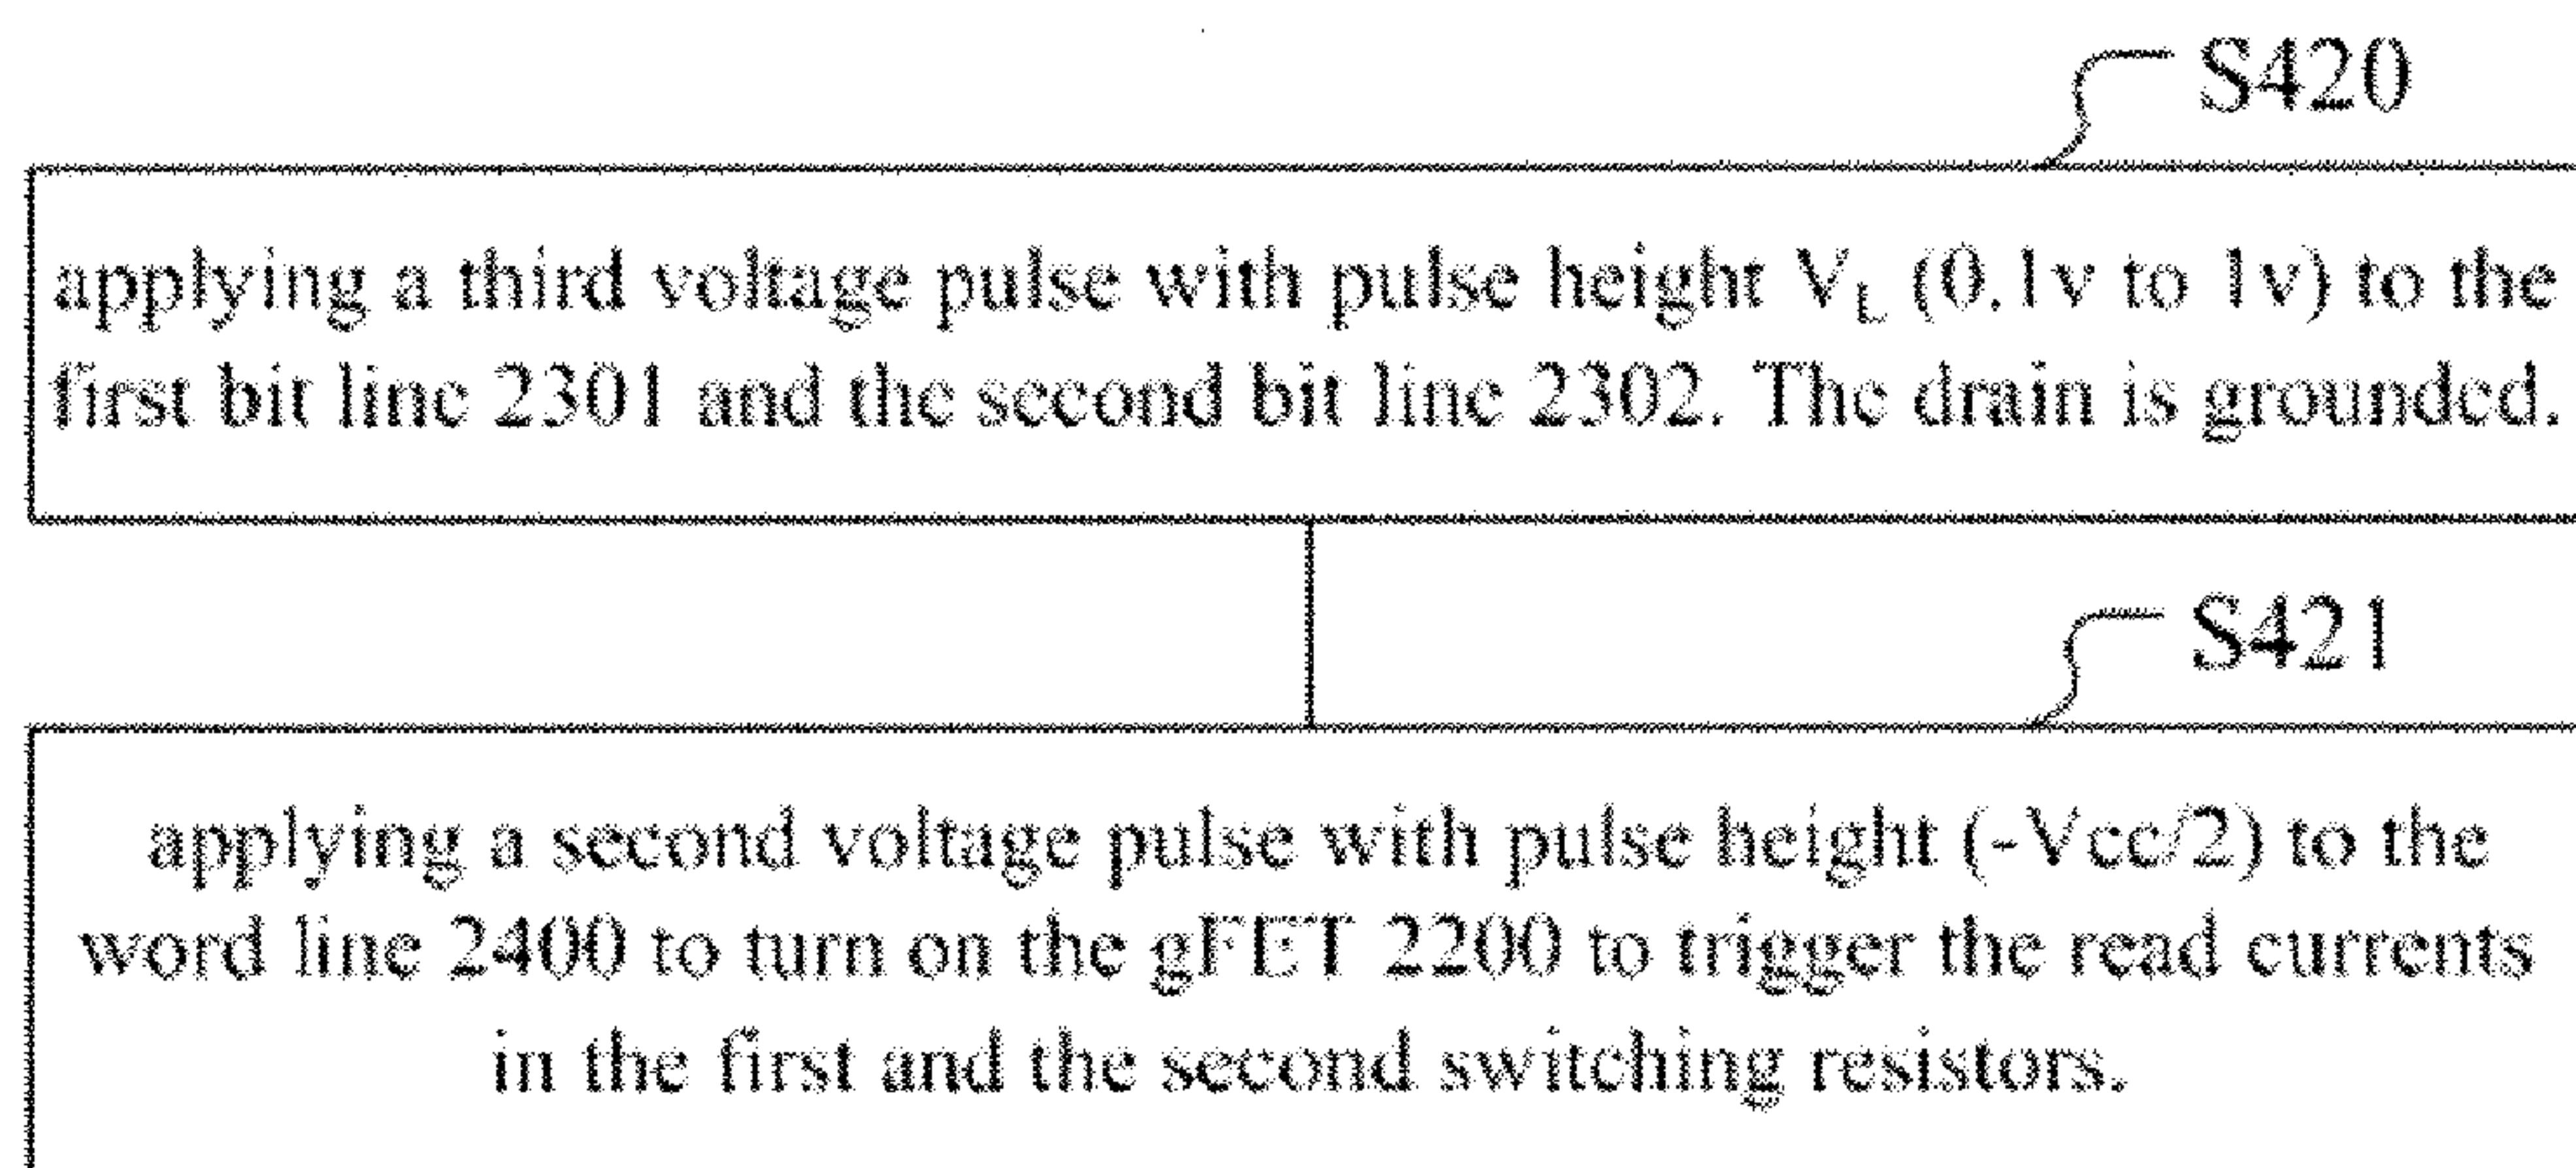 S420
applying a third voltage pulse with pulse height V_L (0.1v to 1v) to the
first bit line 2301 and the second bit line 2302. The drain is grounded.
S421
applying a second voltage pulse with pulse height (-Vcc/2) to the
word line 2400 to turn on the gFET 2200 to trigger the read currents
in the first and the second switching resistors.